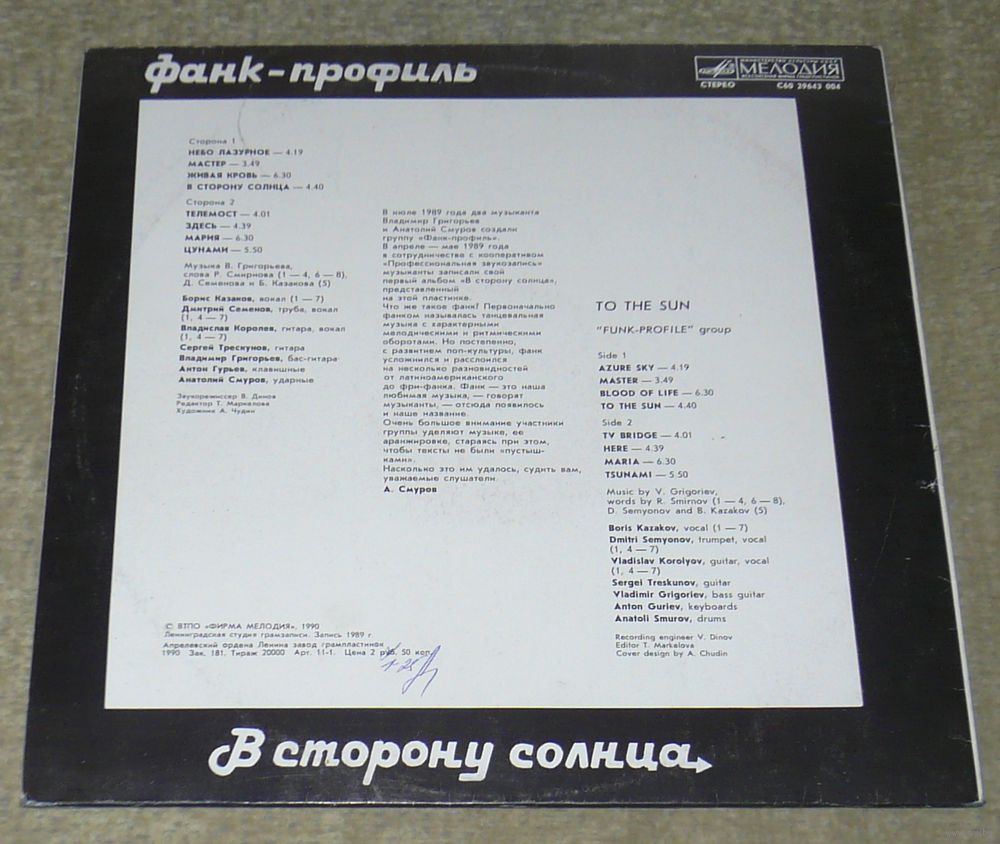 фанк-профиль
МИНИСТЕРСТВО КУЛЬТУРЫ СССР
МЕЛОДИЯ
ВСЕСОЮЗНАЯ ФИРМА ГРАМПЛАСТИНОК
СТЕРЕО
С60 29643 004
Сторона 1
НЕБО ЛАЗУРНОЕ — 4.19
МАСТЕР — 3.49
ЖИВАЯ КРОВЬ — 6.30
В СТОРОНУ СОЛНЦА — 4.40
Сторона 2
ТЕЛЕМОСТ — 4.01
ЗДЕСЬ — 4.39
МАРИЯ — 6.30
ЦУНАМИ — 5.50
Музыка В. Григорьева,
слова Р. Смирнова (1 — 4, 6 — 8),
Д. Семенова и Б. Казакова (5)
Борис Казаков, вокал (1 — 7)
Дмитрий Семенов, труба, вокал
(1, 4 — 7)
Владислав Королев, гитара, вокал
(1, 4 — 7)
Сергей Трескунов, гитара
Владимир Григорьев, бас-гитара
Антон Гурьев, клавишные
Анатолий Смуров, ударные
Звукорежиссер В. Динов
Редактор Т. Маркелова
Художник А. Чудин
В июле 1989 года два музыканта
Владимир Григорьев
и Анатолий Смуров создали
группу «Фанк-профиль».
В апреле — мае 1989 года
в сотрудничестве с кооперативом
«Профессиональная звукозапись»
музыканты записали свой
первый альбом «В сторону солнца»,
представленный
на этой пластинке.
Что же такое фанк? Первоначально
фанком называлась танцевальная
музыка с характерными
мелодическими и ритмическими
оборотами. Но постепенно,
с развитием поп-культуры, фанк
усложнился и расслоился
на несколько разновидностей
от латиноамериканского
до фри-фанка. Фанк — это наша
любимая музыка, — говорят
музыканты, — отсюда появилось
и наше название.
Очень большое внимание участники
группы уделяют музыке, ее
аранжировке, стараясь при этом,
чтобы тексты не были «пустыш-
ками».
Насколько это им удалось, судить вам,
уважаемые слушатели.
А. Смуров
TO THE SUN
"FUNK-PROFILE" group
Side 1
AZURE SKY — 4.19
MASTER — 3.49
BLOOD OF LIFE — 6.30
TO THE SUN — 4.40
Side 2
TV BRIDGE — 4.01
HERE — 4.39
MARIA — 6.30
TSUNAMI — 5.50
Music by V. Grigoriev,
words by R. Smirnov (1 — 4, 6 — 8),
D. Semyonov and B. Kazakov (5)
Boris Kazakov, vocal (1 — 7)
Dmitri Semyonov, trumpet, vocal
(1, 4 — 7)
Vladislav Korolyov, guitar, vocal
(1, 4 — 7)
Sergei Treskunov, guitar
Vladimir Grigoriev, bass guitar
Anton Guriev, keyboards
Anatoli Smurov, drums
Recording engineer V. Dinov
Editor T. Markelova
Cover design by A. Chudin
© ВТПО «ФИРМА МЕЛОДИЯ», 1990
Ленинградская студия грамзаписи. Запись 1989 г.
Апрелевский ордена Ленина завод грампластинок
1990 Зак. 181. Тираж 20000 Арт. 11-1. Цена 2 руб. 50 коп.
В сторону солнца